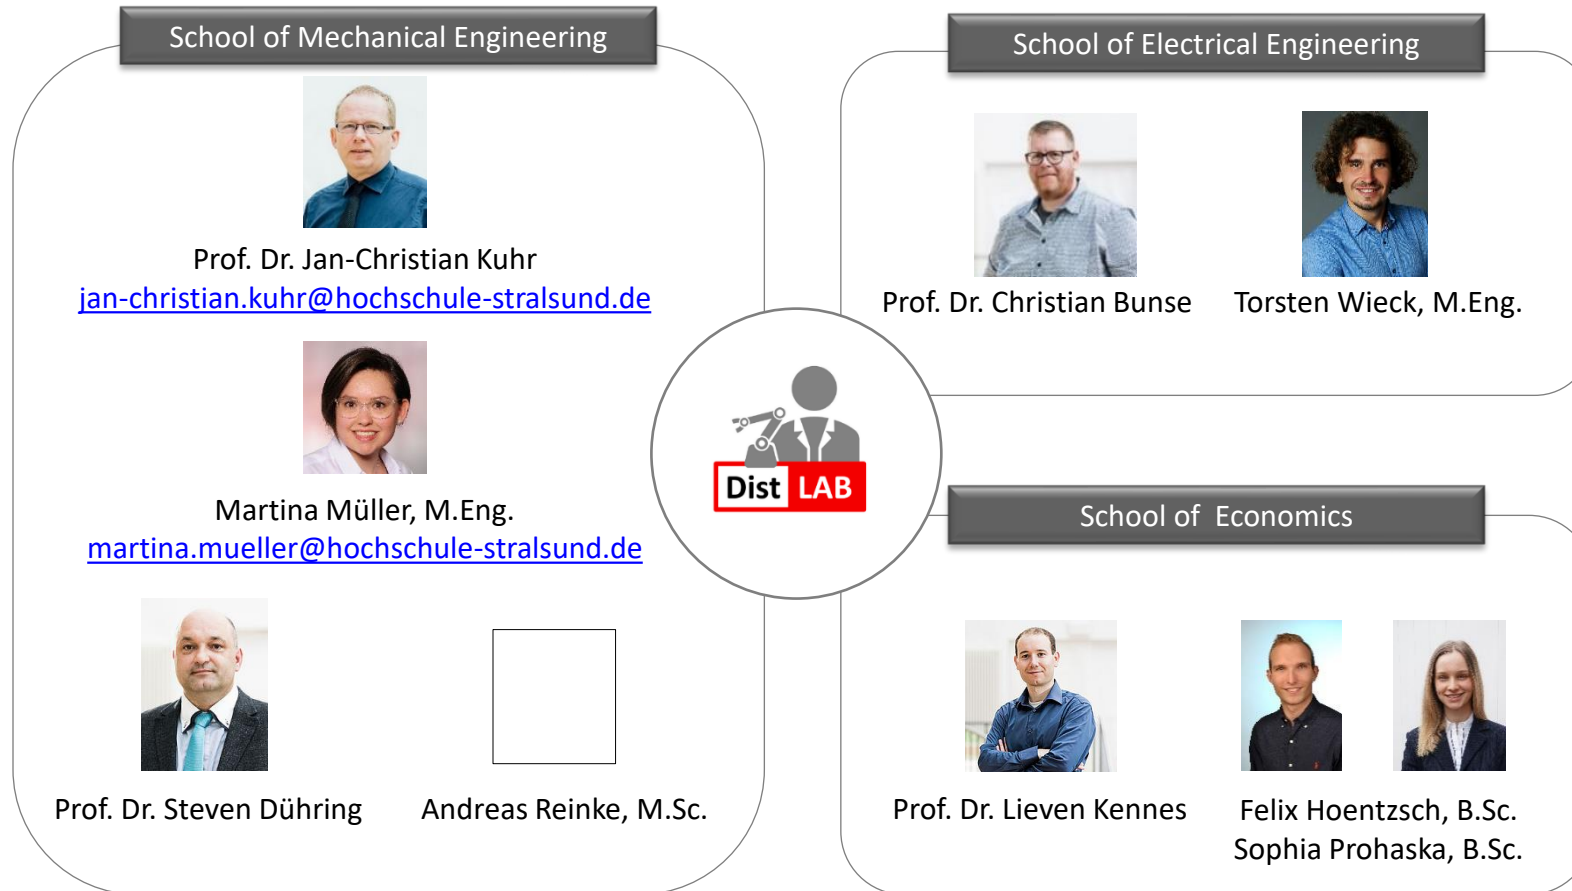 School of Mechanical Engineering
Prof. Dr. Jan-Christian Kuhr
jan-christian.kuhr@hochschule-stralsund.de
Martina Müller, M.Eng.
martina.mueller@hochschule-stralsund.de
Prof. Dr. Steven Dühring
Andreas Reinke, M.Sc.
Dist LAB
School of Electrical Engineering
Prof. Dr. Christian Bunse
Torsten Wieck, M.Eng.
School of Economics
Prof. Dr. Lieven Kennes
Felix Hoentzsch, B.Sc.
Sophia Prohaska, B.Sc.